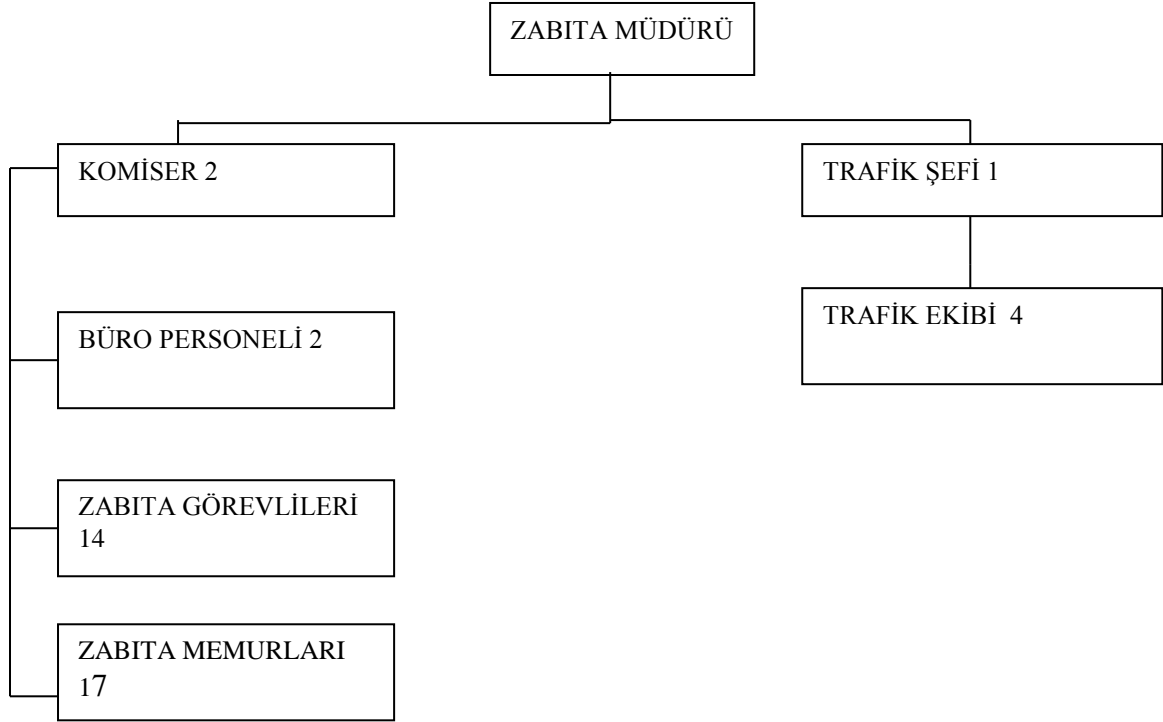 ZABITA MÜDÜRÜ
KOMİSER 2
TRAFİK ŞEFİ 1
BÜRO PERSONELİ 2
TRAFİK EKİBİ 4
ZABITA GÖREVLİLERİ
14
ZABITA MEMURLARI
17